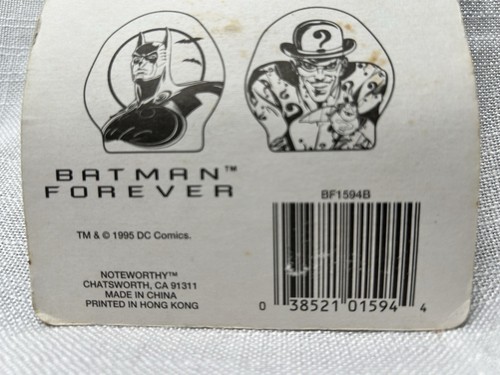 ?
BATMAN™
FOREVER
TM & © 1995 DC Comics.
NOTEWORTHY™
CHATSWORTH, CA 91311
MADE IN CHINA
PRINTED IN HONG KONG
BF1594B
0 38521 01594 4